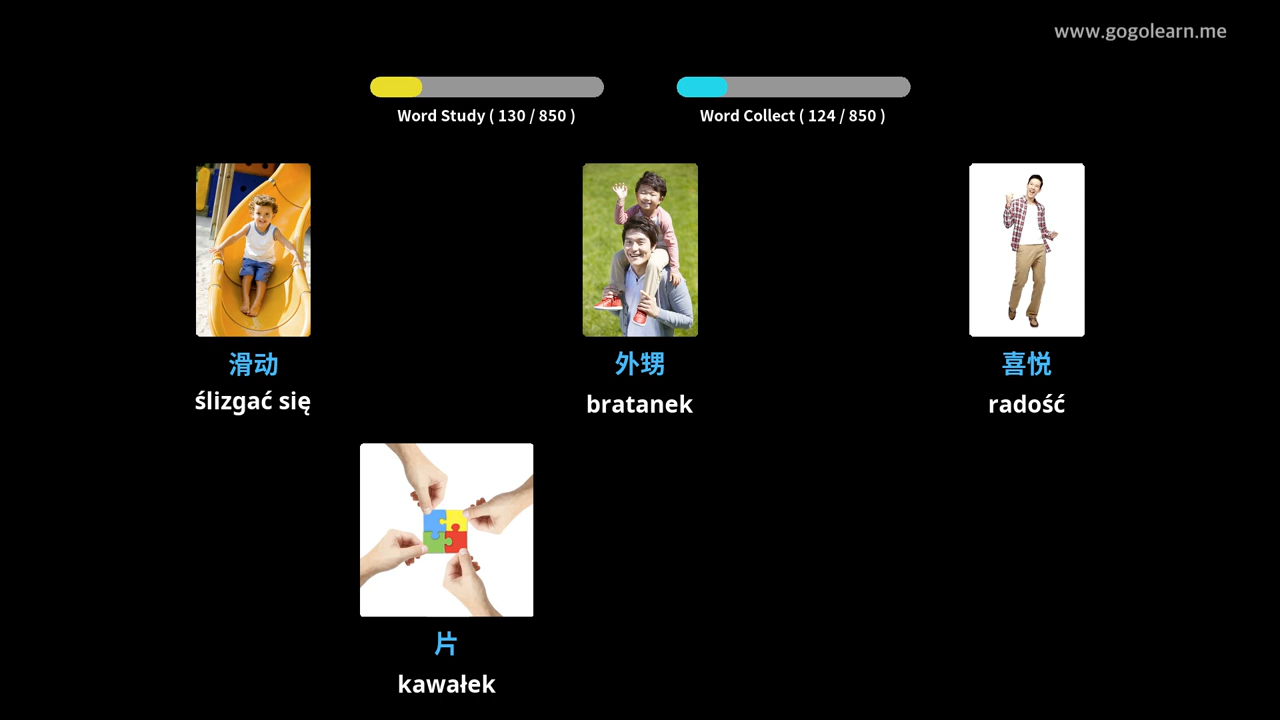 www.gogolearn.me
Word Study ( 130 / 850 )
Word Collect ( 124 / 850 )
滑动
ślizgać się
外甥
bratanek
喜悦
radość
片
kawałek